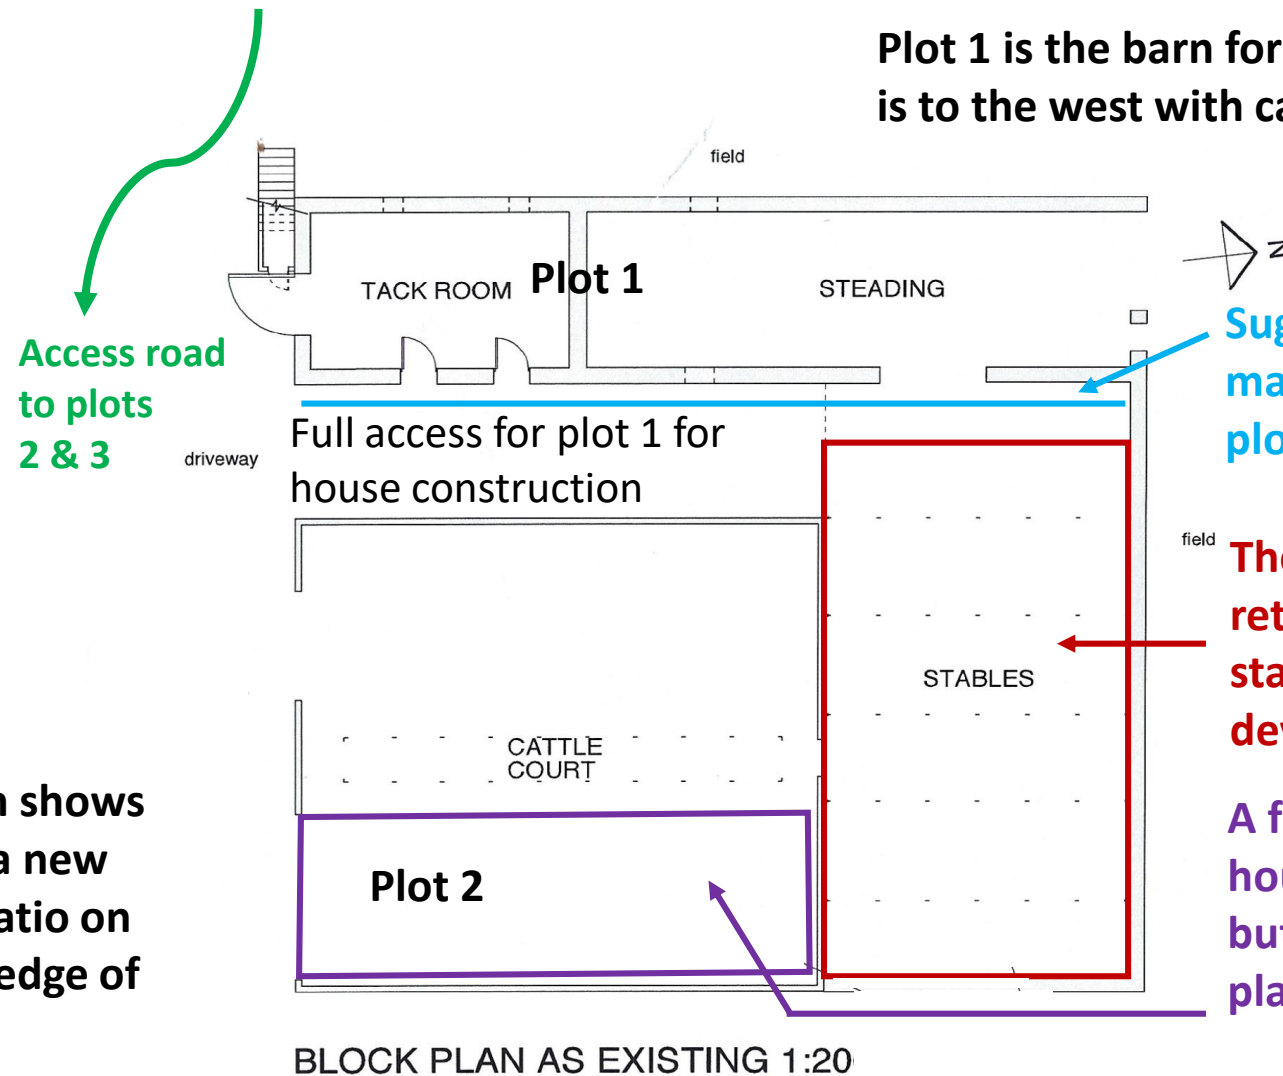 Plot 1 is the barn for
is to the west with ca
field
N
TACK ROOM
Plot 1
STEADING
Access road
to plots
2 & 3
driveway
Full access for plot 1 for
house construction
Sug
ma
plo
field
The
ret
sta
dev
STABLES
CATTLE
COURT
n shows
a new
atio on
edge of
Plot 2
A f
hou
but
pla
BLOCK PLAN AS EXISTING 1:20